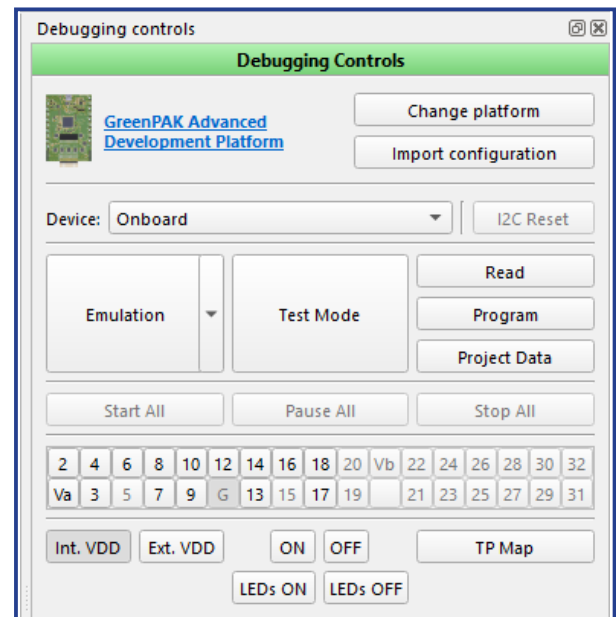 Debugging controls
Debugging Controls
GreenPAK Advanced
Development Platform
Change platform
Import configuration
Device: Onboard I2C Reset
Emulation Test Mode
Read
Program
Project Data
Start All Pause All Stop All
2 4 6 8 10 12 14 16 18 20 Vb 22 24 26 28 30 32
Va 3 5 7 9 G 13 15 17 19 21 23 25 27 29 31
Int. VDD Ext. VDD ON OFF TP Map
LEDs ON LEDs OFF